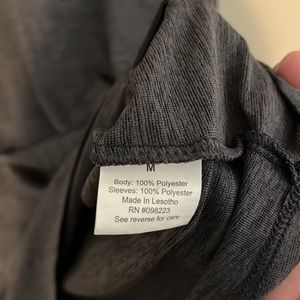 M
Body: 100% Polyester
Sleeves: 100% Polyester
Made In Lesotho
RN #098223
See reverse for care